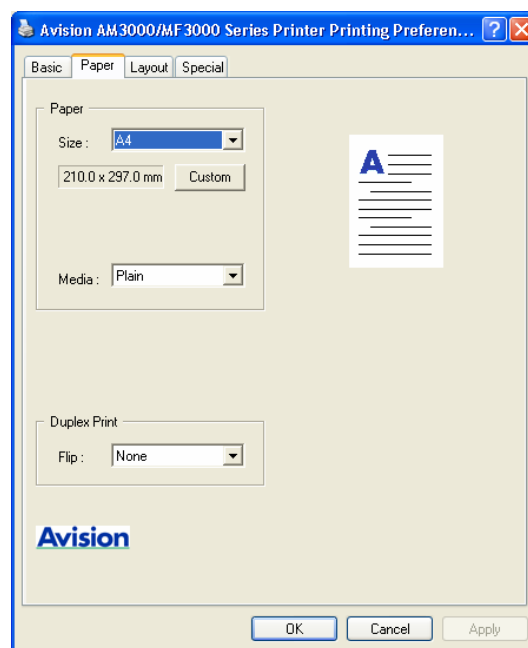 Avision AM3000/MF3000 Series Printer Printing Preferen... ?
Basic Paper Layout Special
Paper
Size : A4
210.0 x 297.0 mm Custom
A
Media : Plain
Duplex Print
Flip : None
Avision
OK Cancel Apply